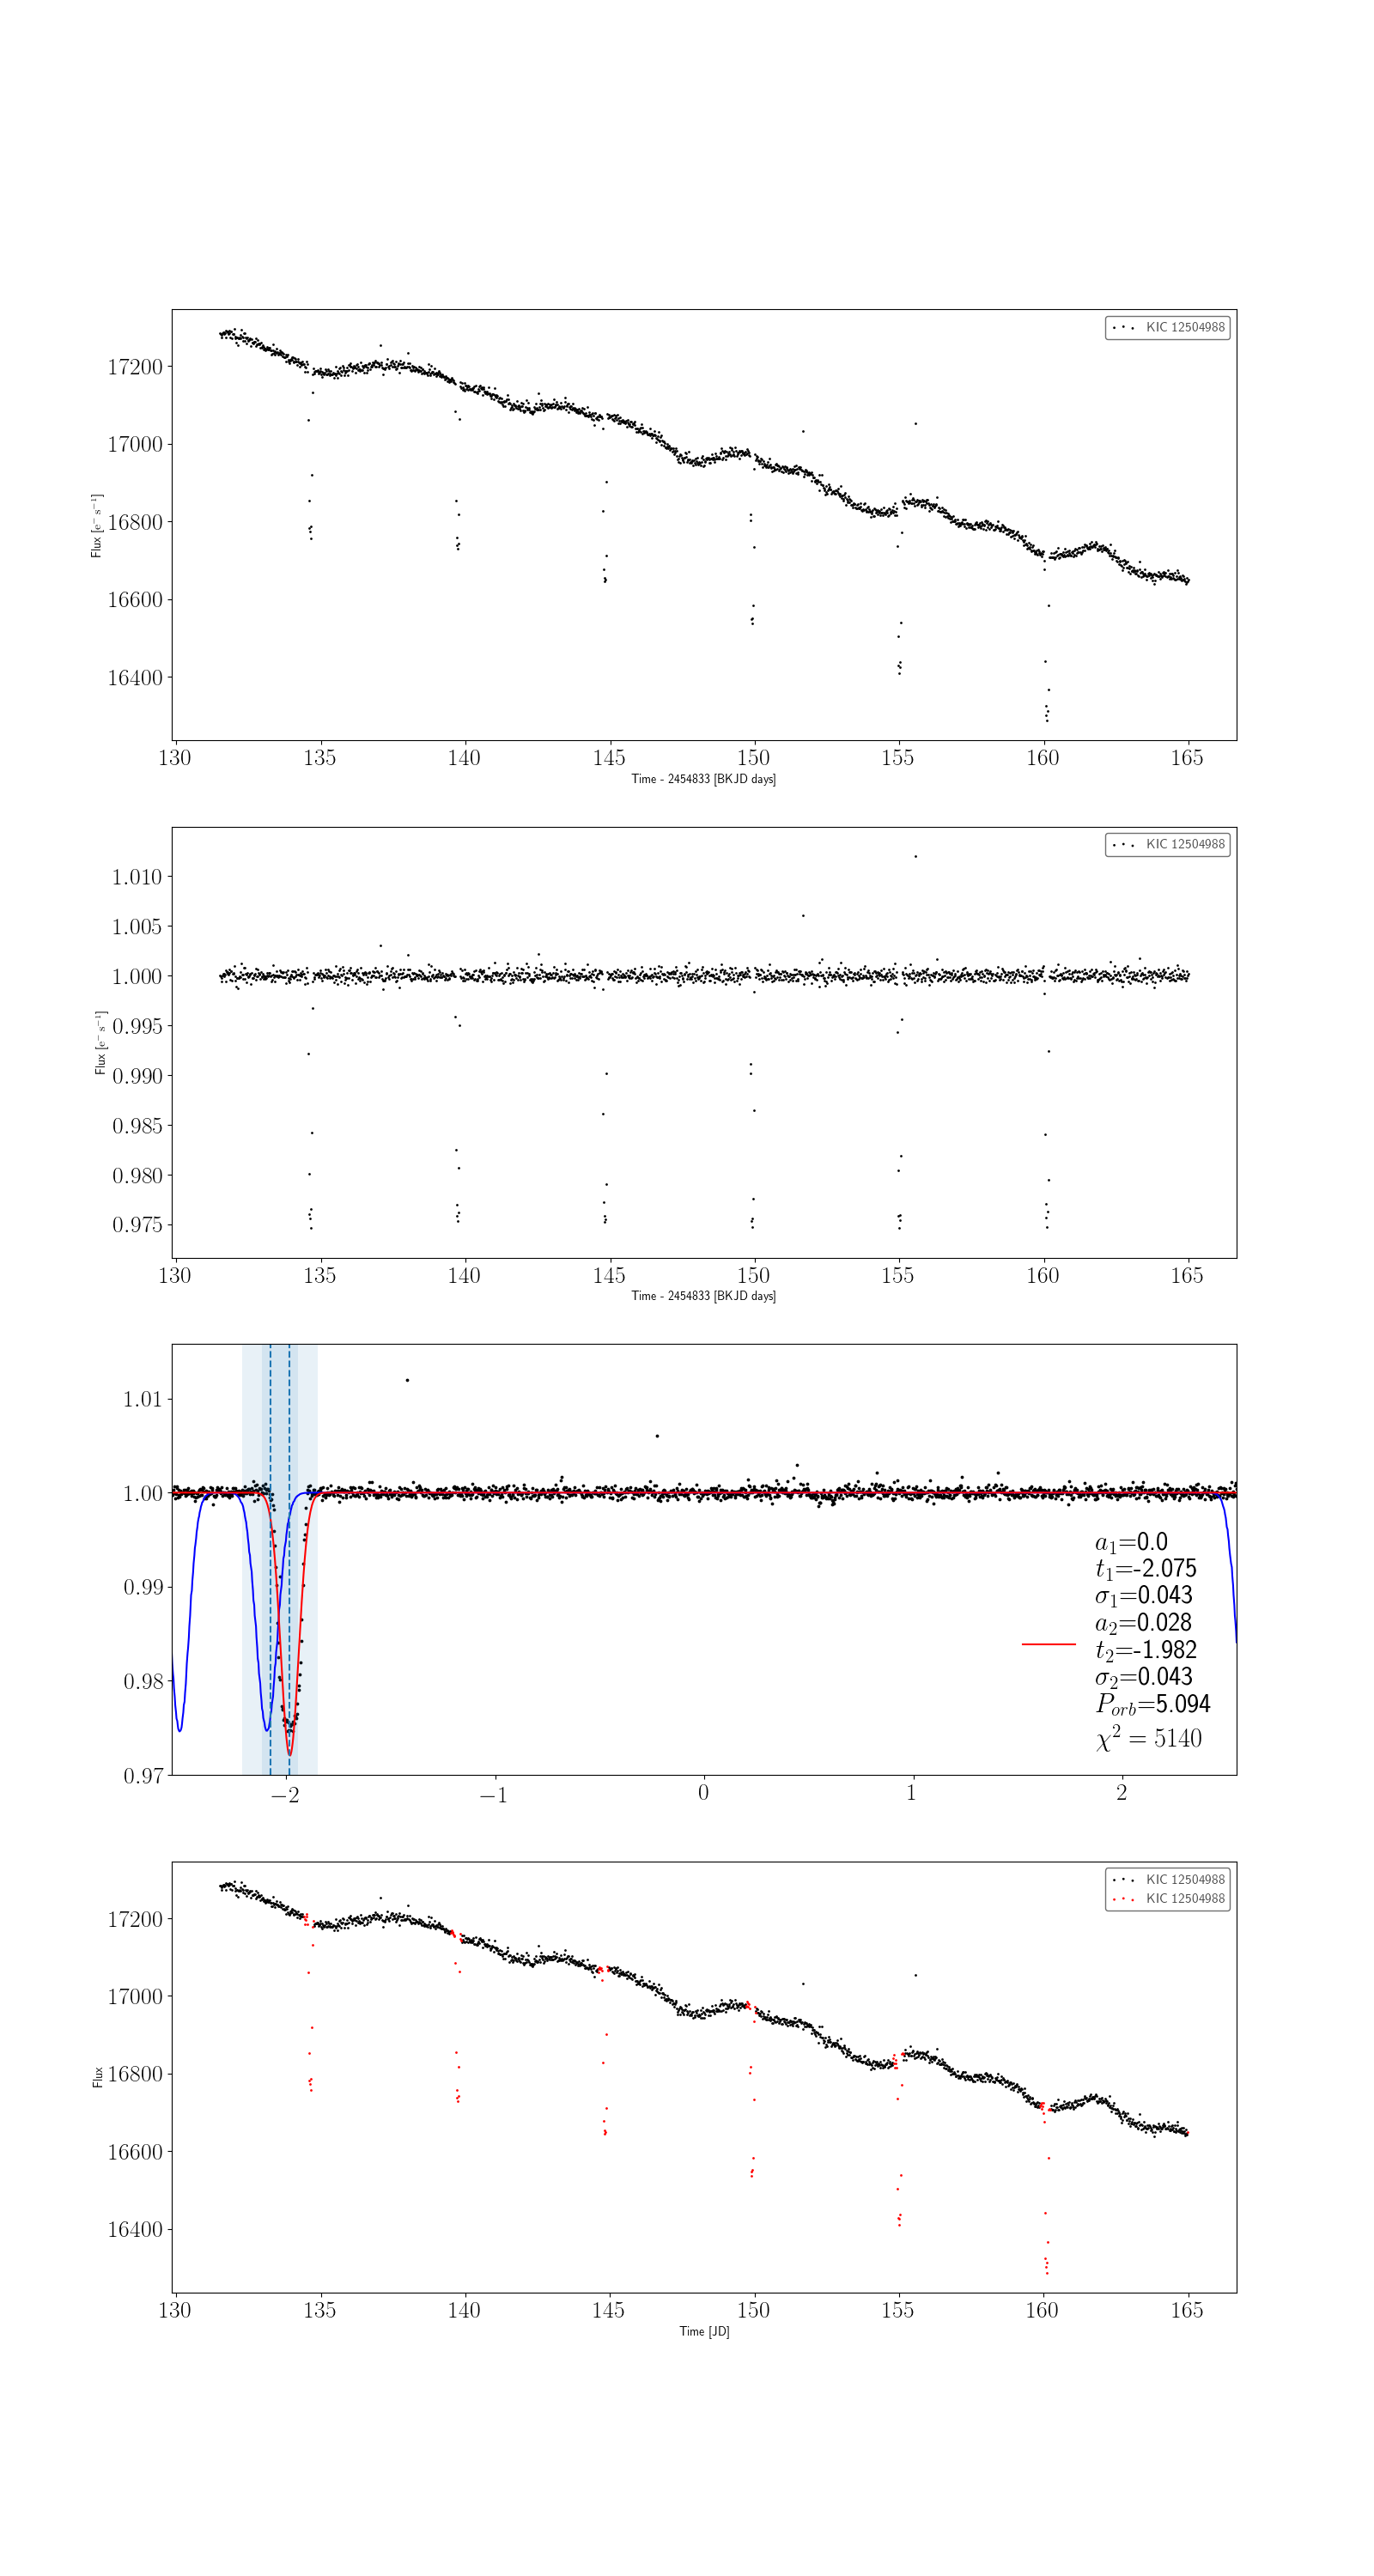 KIC 12504988
17200
17000
16800
16600
16400
Flux [e⁻ s⁻¹]
130 135 140 145 150 155 160 165
Time - 2454833 [BKJD days]
KIC 12504988
1.010
1.005
1.000
0.995
0.990
0.985
0.980
0.975
Flux [e⁻ s⁻¹]
130 135 140 145 150 155 160 165
Time - 2454833 [BKJD days]
1.01
1.00
0.99
0.98
0.97
a₁=0.0
t₁=-2.075
σ₁=0.043
a₂=0.028
t₂=-1.982
σ₂=0.043
P_orb=5.094
χ² = 5140
−2 −1 0 1 2
KIC 12504988
KIC 12504988
17200
17000
16800
16600
16400
Flux
130 135 140 145 150 155 160 165
Time [JD]